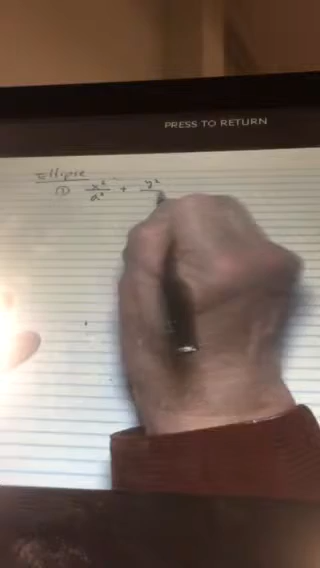 PRESS TO RETURN
Ellipse
① x²/a² + y²/